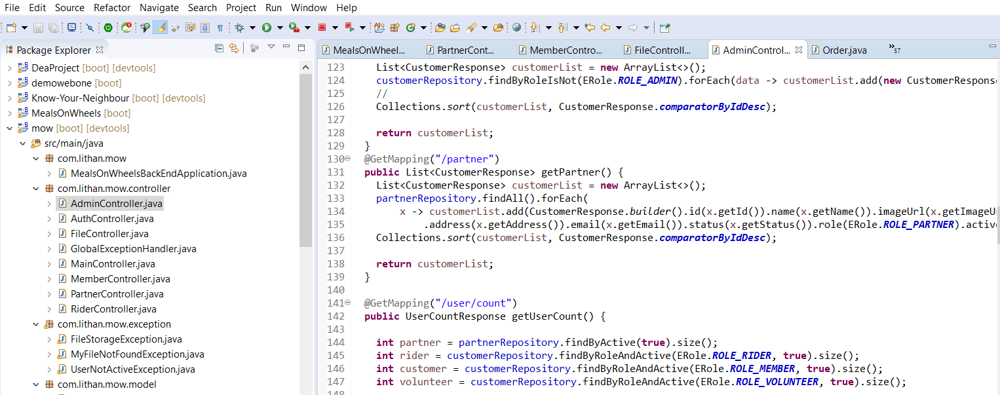 File Edit Source Refactor Navigate Search Project Run Window Help
Package Explorer
DeaProject [boot] [devtools]
demowebone [boot]
Know-Your-Neighbour [boot] [devtools]
MealsOnWheels [boot]
mow [boot] [devtools]
src/main/java
com.lithan.mow
MealsOnWheelsBackEndApplication.java
com.lithan.mow.controller
AdminController.java
AuthController.java
FileController.java
GlobalExceptionHandler.java
MainController.java
MemberController.java
PartnerController.java
RiderController.java
com.lithan.mow.exception
FileStorageException.java
MyFileNotFoundException.java
UserNotActiveException.java
com.lithan.mow.model
MealsOnWheel... PartnerCont... MemberContro... FileControll... AdminControl... Order.java »57
123 List<CustomerResponse> customerList = new ArrayList<>();
124 customerRepository.findByRoleIsNot(ERole.ROLE_ADMIN).forEach(data -> customerList.add(new CustomerResponse
125 //
126 Collections.sort(customerList, CustomerResponse.comparatorByIdDesc);
127
128 return customerList;
129 }
130 @GetMapping("/partner")
131 public List<CustomerResponse> getPartner() {
132 List<CustomerResponse> customerList = new ArrayList<>();
133 partnerRepository.findAll().forEach(
134 x -> customerList.add(CustomerResponse.builder().id(x.getId()).name(x.getName()).imageUrl(x.getImageU
135 .address(x.getAddress()).email(x.getEmail()).status(x.getStatus()).role(ERole.ROLE_PARTNER).active
136 Collections.sort(customerList, CustomerResponse.comparatorByIdDesc);
137
138 return customerList;
139 }
140
141 @GetMapping("/user/count")
142 public UserCountResponse getUserCount() {
143
144 int partner = partnerRepository.findByActive(true).size();
145 int rider = customerRepository.findByRoleAndActive(ERole.ROLE_RIDER, true).size();
146 int customer = customerRepository.findByRoleAndActive(ERole.ROLE_MEMBER, true).size();
147 int volunteer = customerRepository.findByRoleAndActive(ERole.ROLE_VOLUNTEER, true).size();